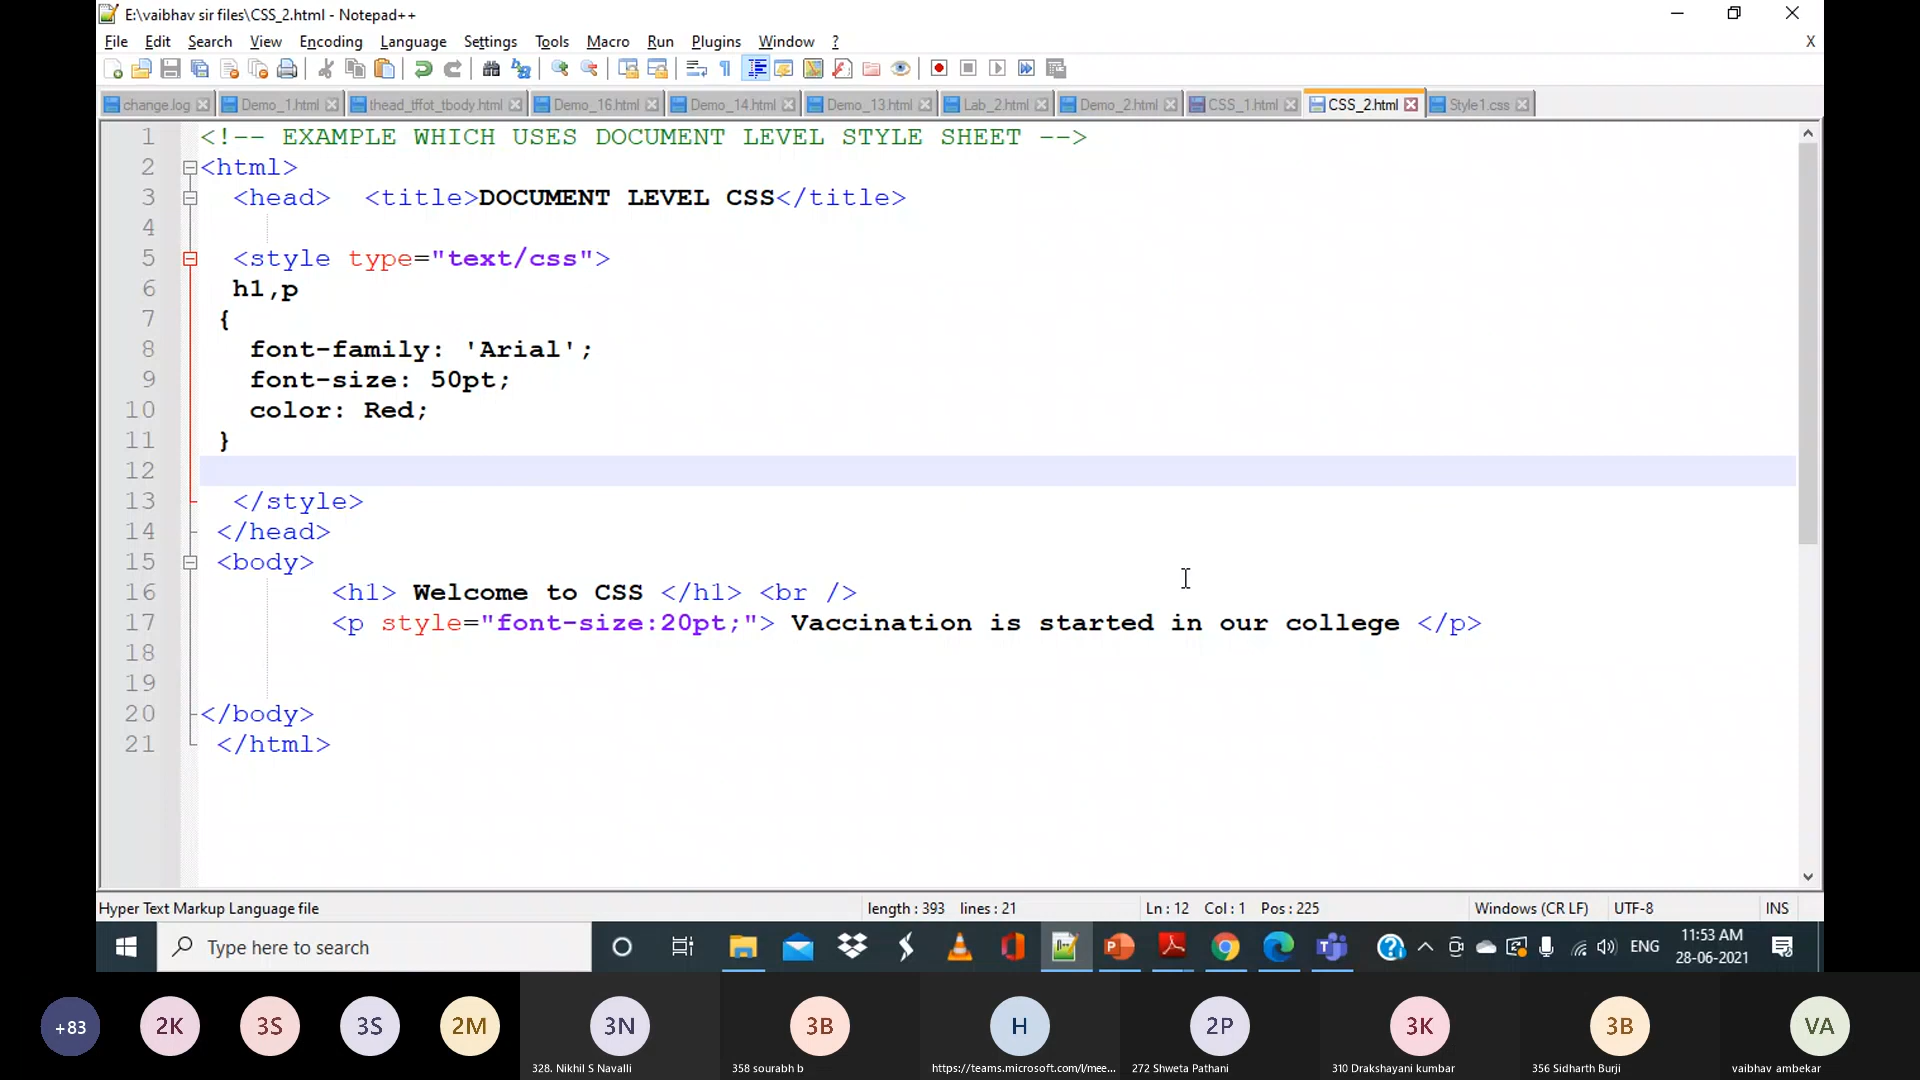 E:\vaibhav sir files\CSS_2.html - Notepad++
File Edit Search View Encoding Language Settings Tools Macro Run Plugins Window ? X
change.log Demo_1.html thead_tffot_tbody.html Demo_16.html Demo_14.html Demo_13.html Lab_2.html Demo_2.html CSS_1.html CSS_2.html Style1.css
1 <!-- EXAMPLE WHICH USES DOCUMENT LEVEL STYLE SHEET -->
2 <html>
3 <head> <title>DOCUMENT LEVEL CSS</title>
4
5 <style type="text/css">
6 h1,p
7 {
8 font-family: 'Arial';
9 font-size: 50pt;
10 color: Red;
11 }
12
13 </style>
14 </head>
15 <body>
16 <h1> Welcome to CSS </h1> <br />
17 <p style="font-size:20pt;"> Vaccination is started in our college </p>
18
19
20 </body>
21 </html>
Hyper Text Markup Language file length : 393 lines : 21 Ln : 12 Col : 1 Pos : 225 Windows (CR LF) UTF-8 INS
Type here to search ENG 11:53 AM
28-06-2021
+83 2K 3S 3S 2M 3N 3B H 2P 3K 3B VA
328. Nikhil S Navalli 358 sourabh b https://teams.microsoft.com/l/mee... 272 Shweta Pathani 310 Drakshayani kumbar 356 Sidharth Burji vaibhav ambekar